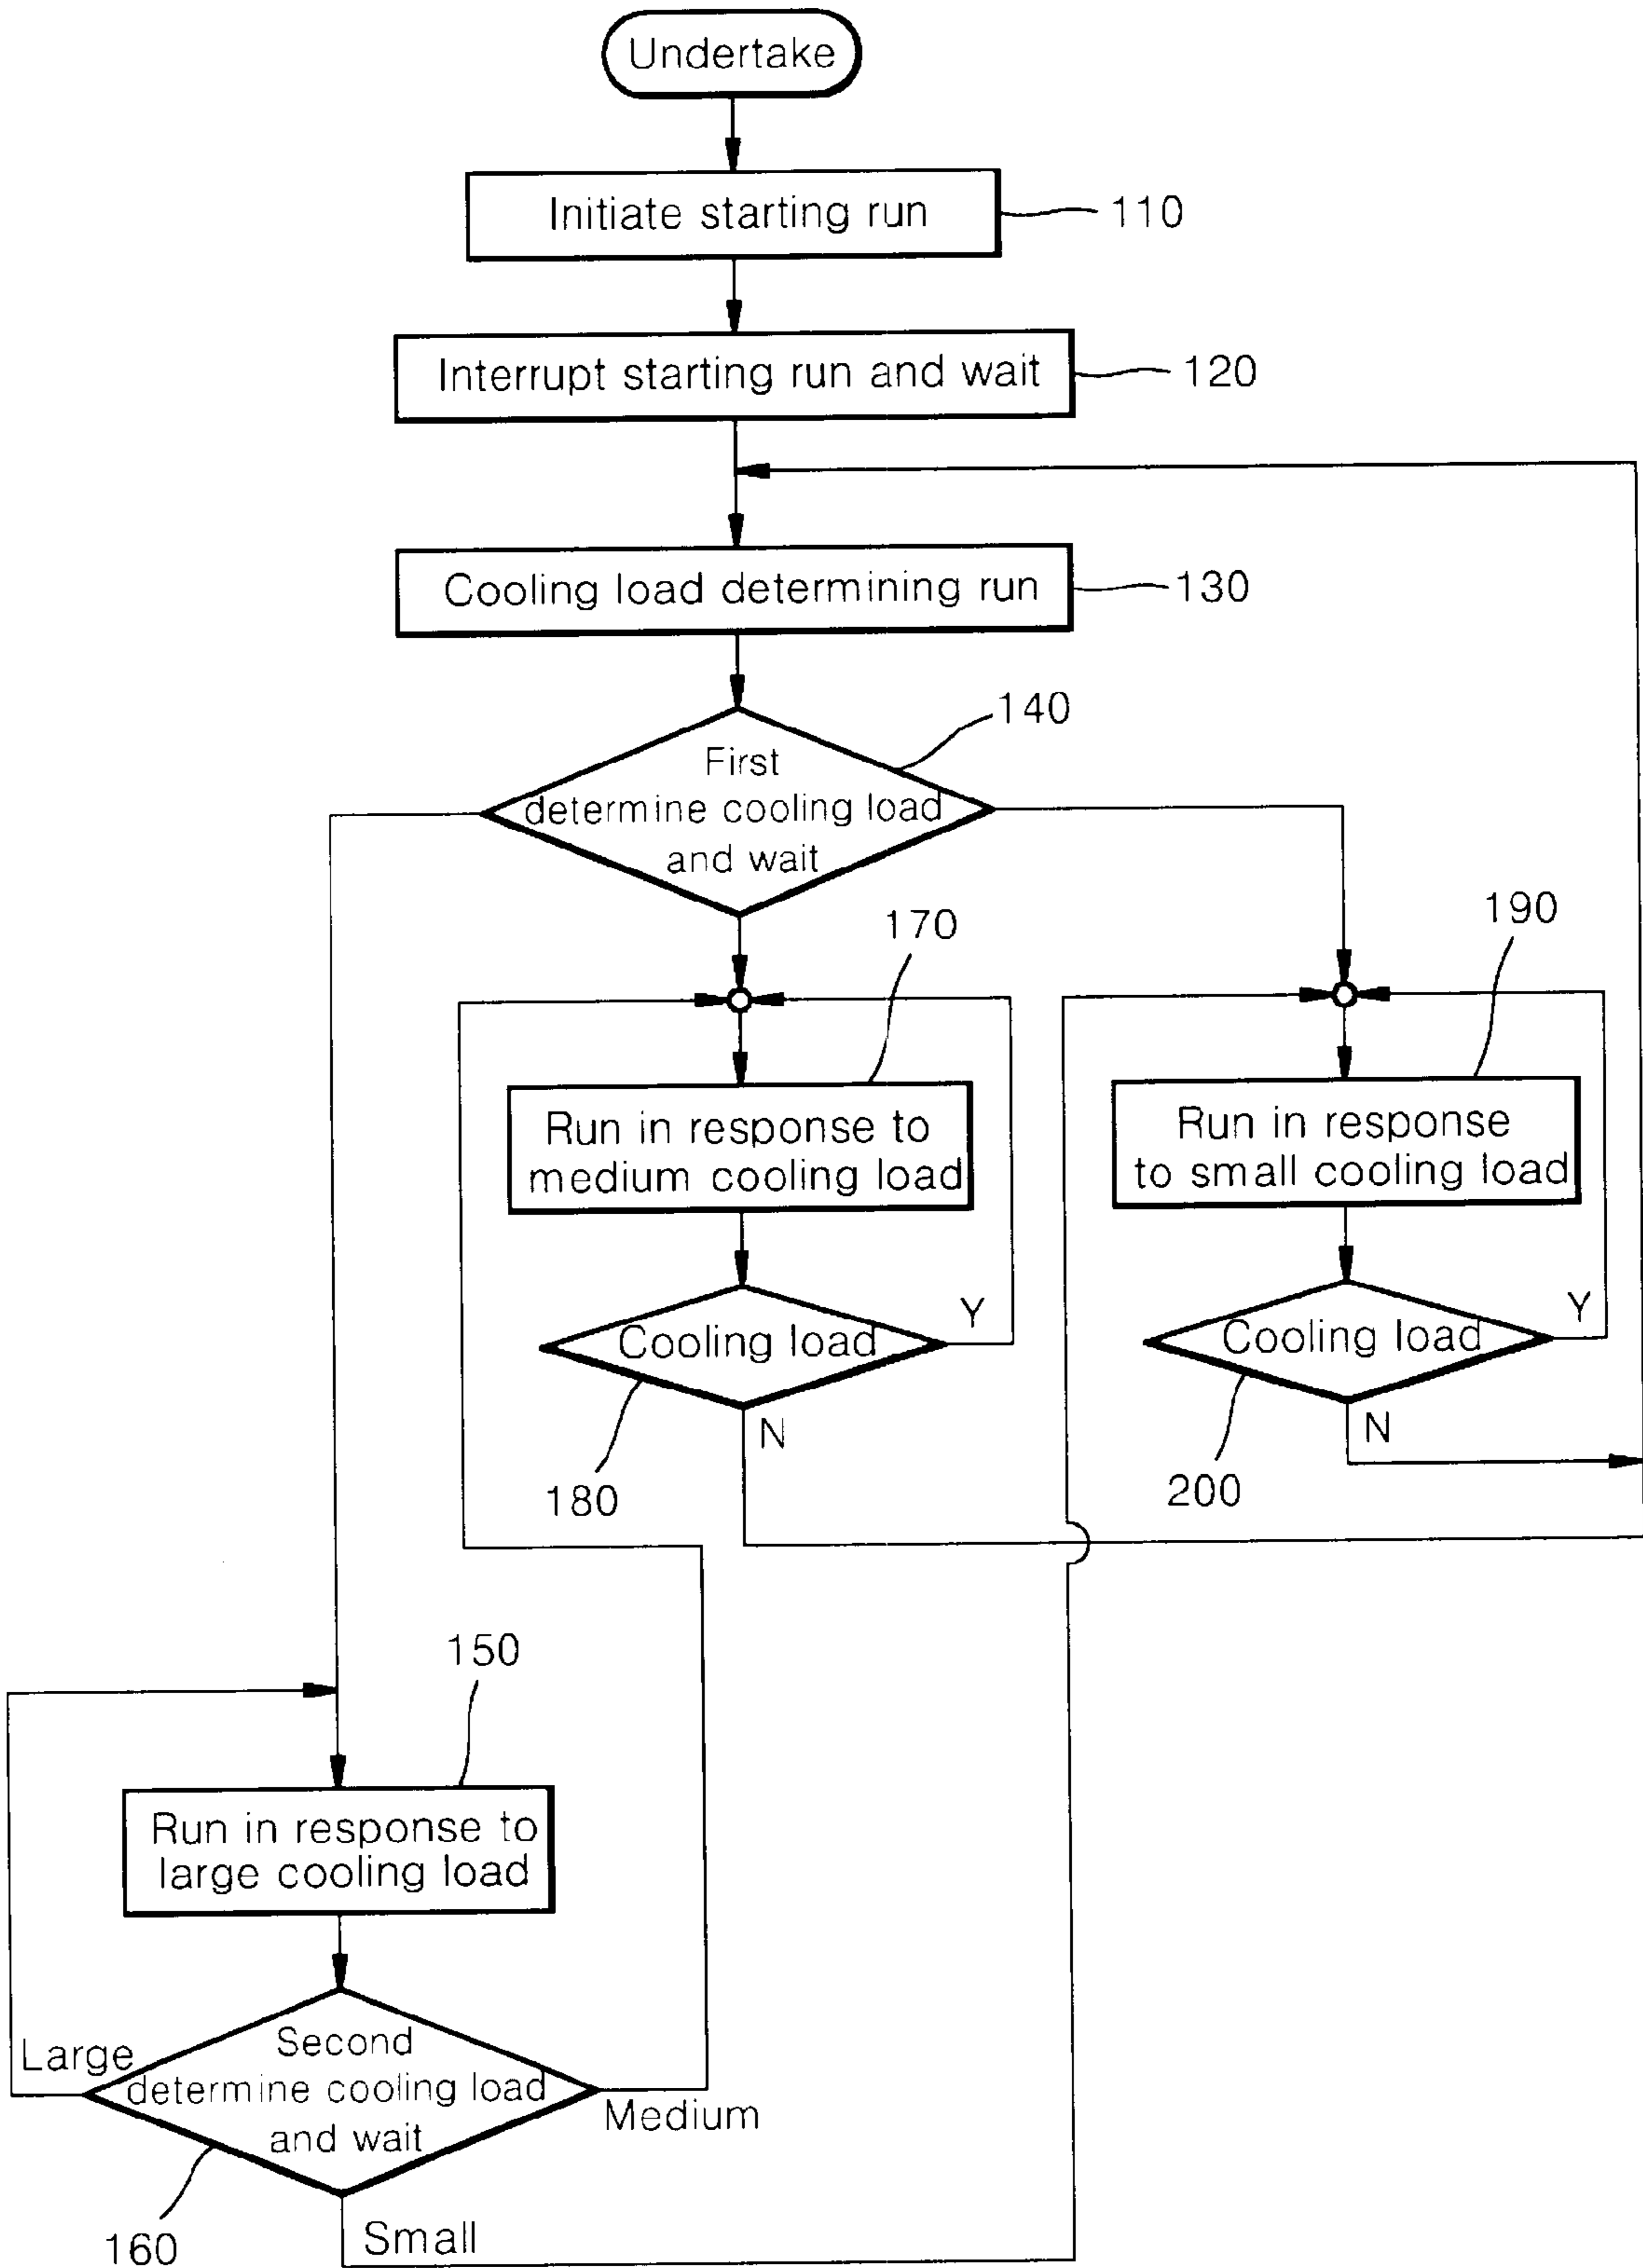 Undertake
Initiate starting run
110
Interrupt starting run and wait
120
Cooling load determining run
130
140
First
determine cooling load
and wait
170
190
Run in response to
medium cooling load
Run in response
to small cooling load
Cooling load
Y
Cooling load
Y
N
N
180
200
150
Run in response to
large cooling load
Large
Second
determine cooling load
and wait
Medium
160
Small